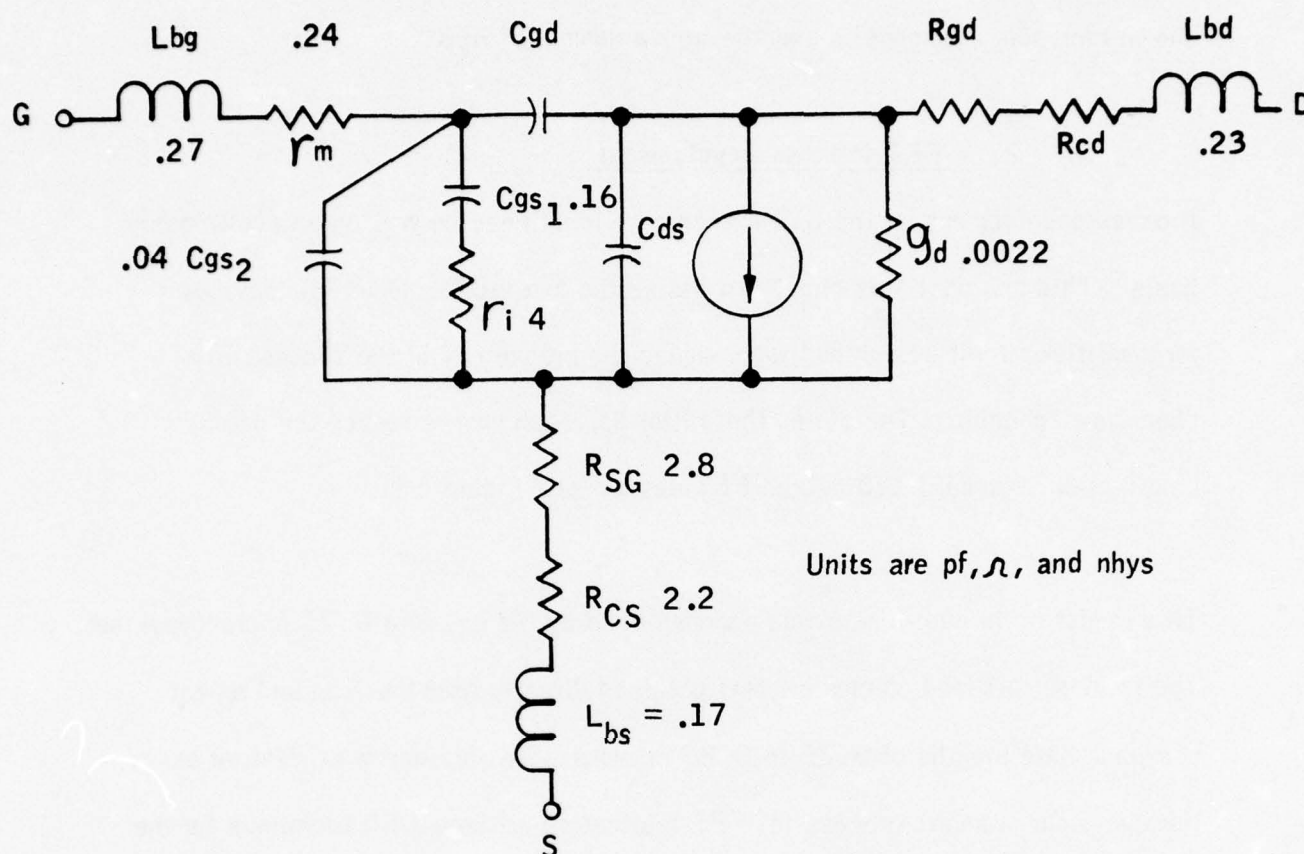 Lbg .24 Cgd Rgd Lbd
G D
.27 rm Rcd .23
Cgs1 .16
Cds
.04 Cgs2
gd .0022
ri 4
RSG 2.8
Units are pf, Ω, and nhys
RCS 2.2
Lbs = .17
S